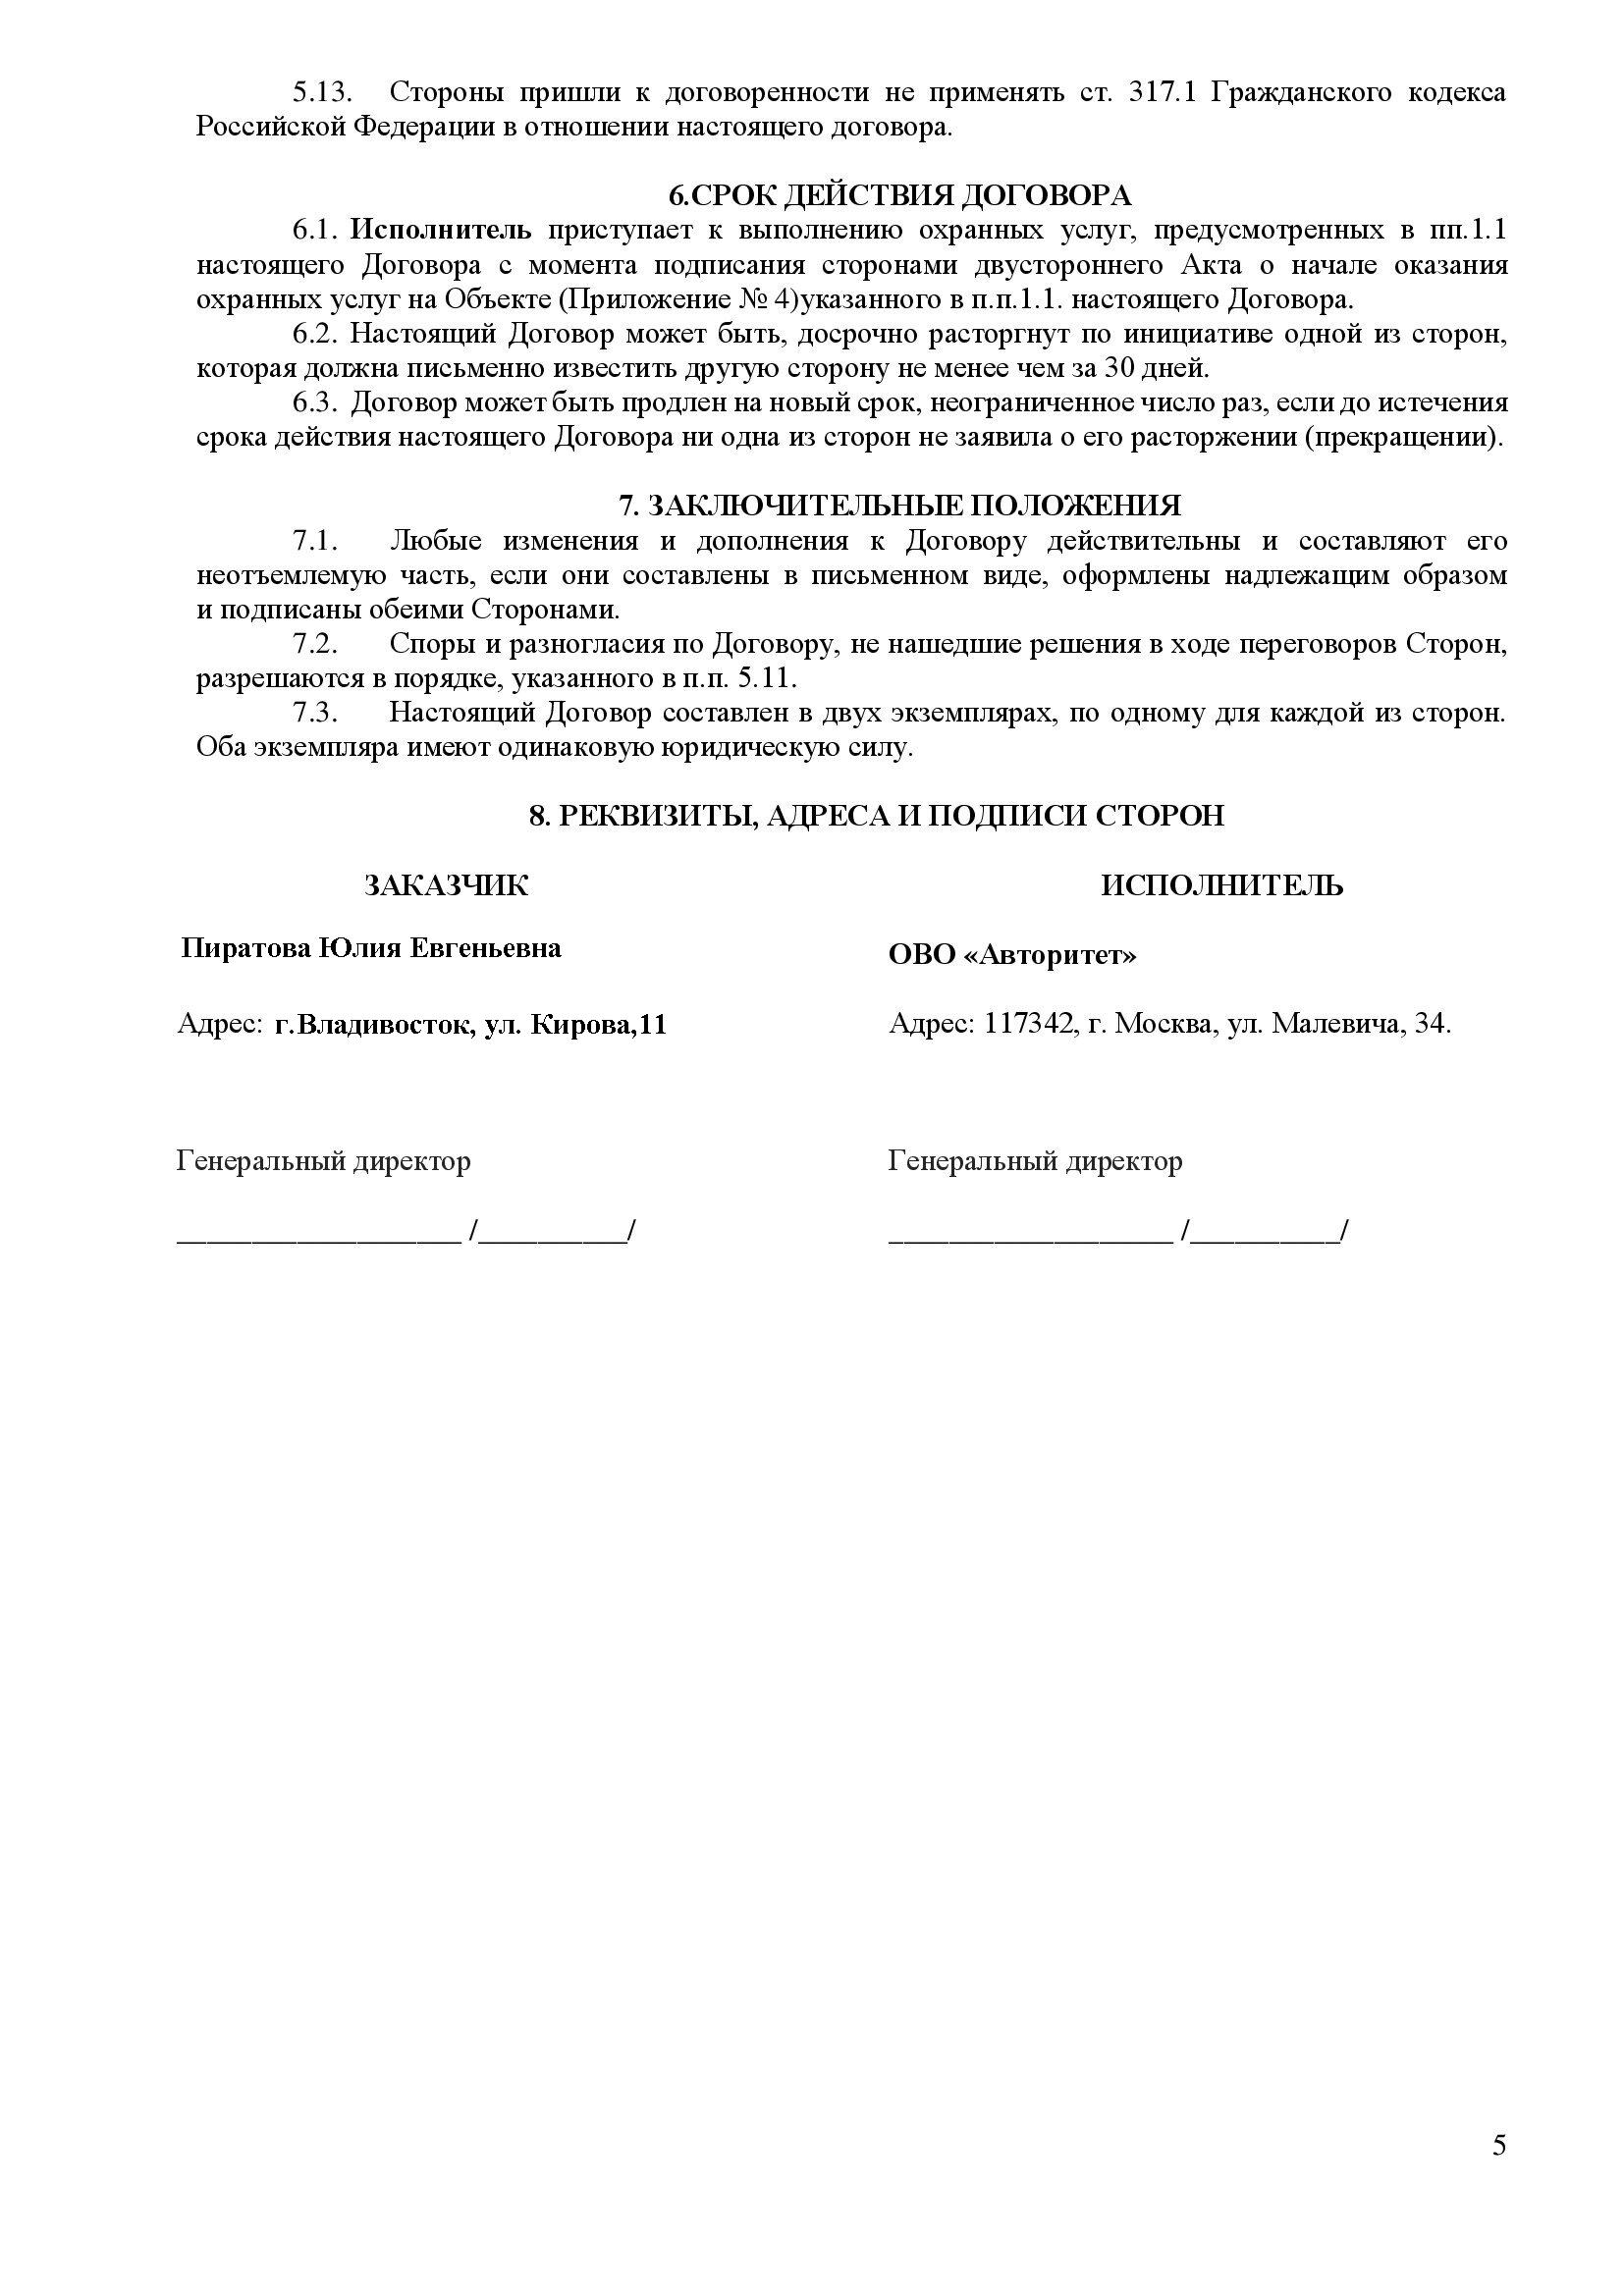 5.13. Стороны пришли к договоренности не применять ст. 317.1 Гражданского кодекса
Российской Федерации в отношении настоящего договора.
6.СРОК ДЕЙСТВИЯ ДОГОВОРА
6.1. Исполнитель приступает к выполнению охранных услуг, предусмотренных в пп.1.1
настоящего Договора с момента подписания сторонами двустороннего Акта о начале оказания
охранных услуг на Объекте (Приложение № 4)указанного в п.п.1.1. настоящего Договора.
6.2. Настоящий Договор может быть, досрочно расторгнут по инициативе одной из сторон,
которая должна письменно известить другую сторону не менее чем за 30 дней.
6.3. Договор может быть продлен на новый срок, неограниченное число раз, если до истечения
срока действия настоящего Договора ни одна из сторон не заявила о его расторжении (прекращении).
7. ЗАКЛЮЧИТЕЛЬНЫЕ ПОЛОЖЕНИЯ
7.1. Любые изменения и дополнения к Договору действительны и составляют его
неотъемлемую часть, если они составлены в письменном виде, оформлены надлежащим образом
и подписаны обеими Сторонами.
7.2. Споры и разногласия по Договору, не нашедшие решения в ходе переговоров Сторон,
разрешаются в порядке, указанного в п.п. 5.11.
7.3. Настоящий Договор составлен в двух экземплярах, по одному для каждой из сторон.
Оба экземпляра имеют одинаковую юридическую силу.
8. РЕКВИЗИТЫ, АДРЕСА И ПОДПИСИ СТОРОН
ЗАКАЗЧИК
Пиратова Юлия Евгеньевна
Адрес: г.Владивосток, ул. Кирова,11
Генеральный директор
___________________ /__________/
ИСПОЛНИТЕЛЬ
ОВО «Авторитет»
Адрес: 117342, г. Москва, ул. Малевича, 34.
Генеральный директор
___________________ /__________/
5